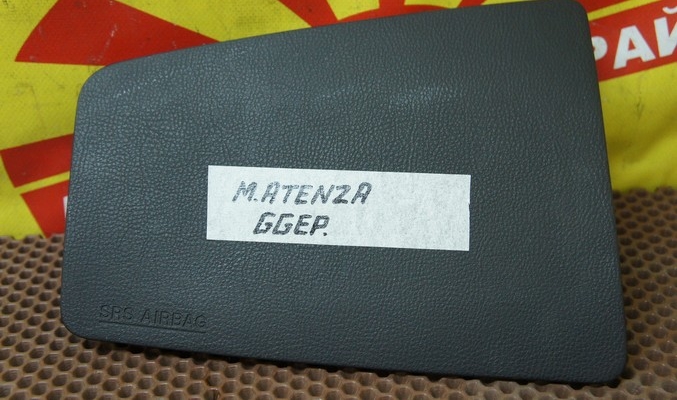 РАЙ
M.ATENZA
GGEP.
SRS AIRBAG